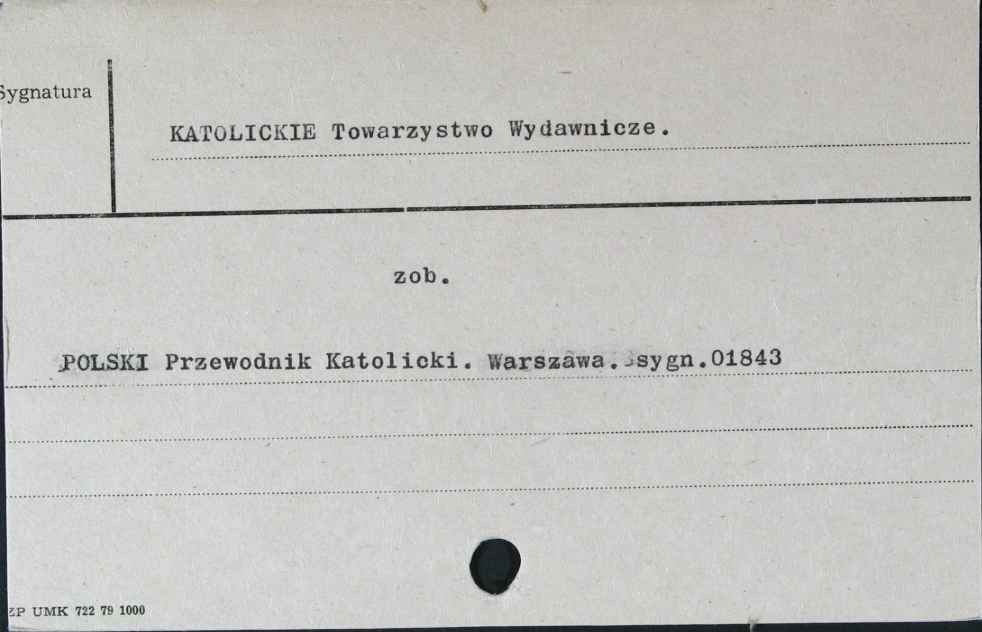 Sygnatura
KATOLICKIE Towarzystwo Wydawnicze.
zob.
POLSKI Przewodnik Katolicki. Warszawa. sygn.01843
ZP UMK 722 79 1000